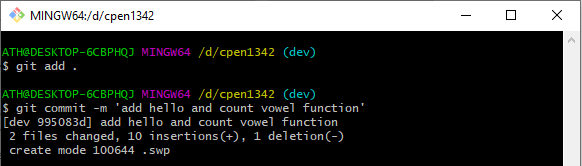 MINGW64:/d/cpen1342
ATH@DESKTOP-6CBPHQJ MINGW64 /d/cpen1342 (dev)
$ git add .
ATH@DESKTOP-6CBPHQJ MINGW64 /d/cpen1342 (dev)
$ git commit -m 'add hello and count vowel function'
[dev 995083d] add hello and count vowel function
 2 files changed, 10 insertions(+), 1 deletion(-)
 create mode 100644 .swp